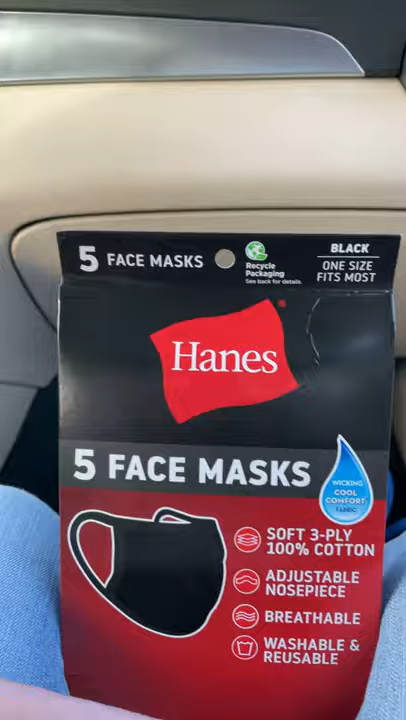 5 FACE MASKS
Recycle
Packaging
See back for details.
BLACK
ONE SIZE
FITS MOST
Hanes
5 FACE MASKS
WICKING
COOL
COMFORT
FABRIC
SOFT 3-PLY
100% COTTON
ADJUSTABLE
NOSEPIECE
BREATHABLE
WASHABLE &
REUSABLE